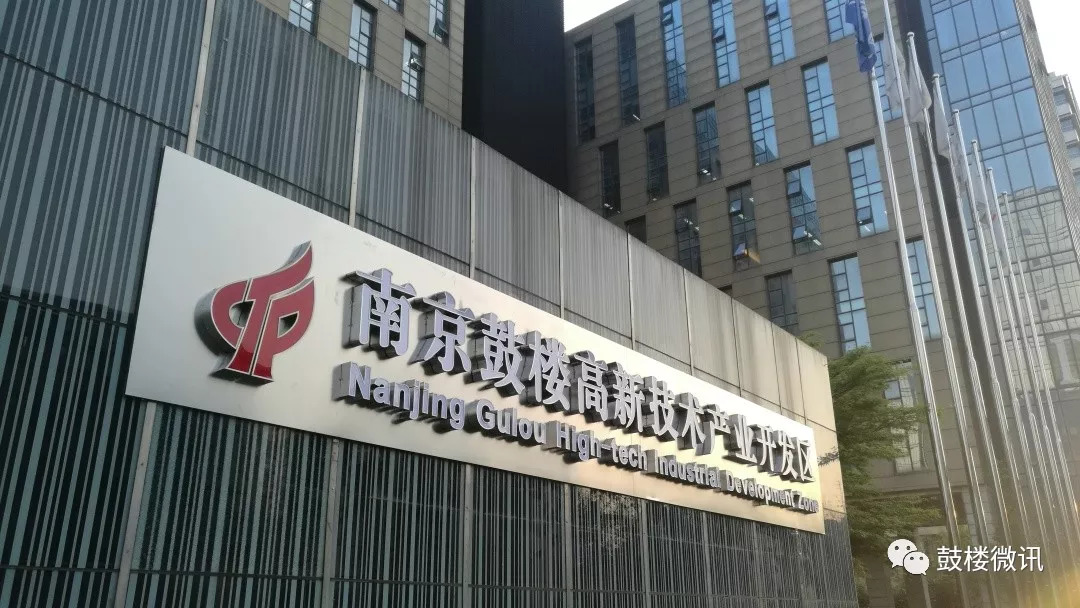 南京鼓楼高新技术产业开发区
Nanjing Gulou High-tech Industrial Development Zone
鼓楼微讯